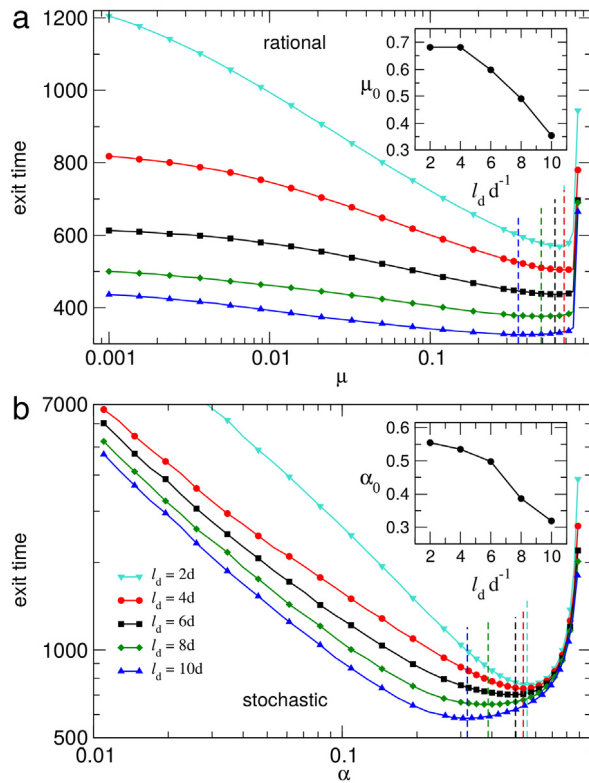 a
rational
1200
1000
800
600
400
exit time
0.001
0.01
0.1
μ
0.7
0.6
0.5
0.4
0.3
μ0
2 4 6 8 10
ld d-1
b
stochastic
7000
1000
500
exit time
0.01
0.1
α
ld = 2d
ld = 4d
ld = 6d
ld = 8d
ld = 10d
0.6
0.5
0.4
0.3
α0
2 4 6 8 10
ld d-1